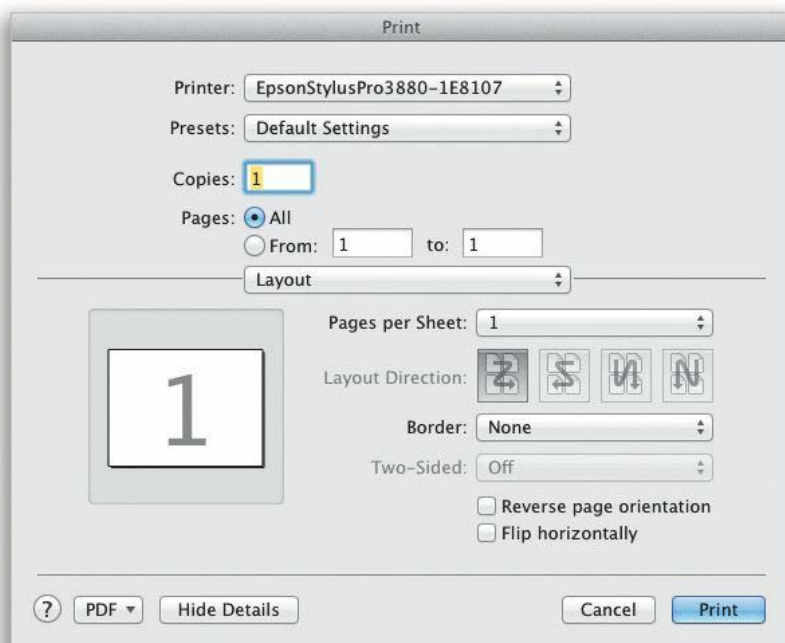 Print
Printer: EpsonStylusPro3880-1E8107
Presets: Default Settings
Copies: 1
Pages: All
From: 1 to: 1
Layout
Pages per Sheet: 1
1
Layout Direction:
Border: None
Two-Sided: Off
Reverse page orientation
Flip horizontally
? PDF Hide Details Cancel Print